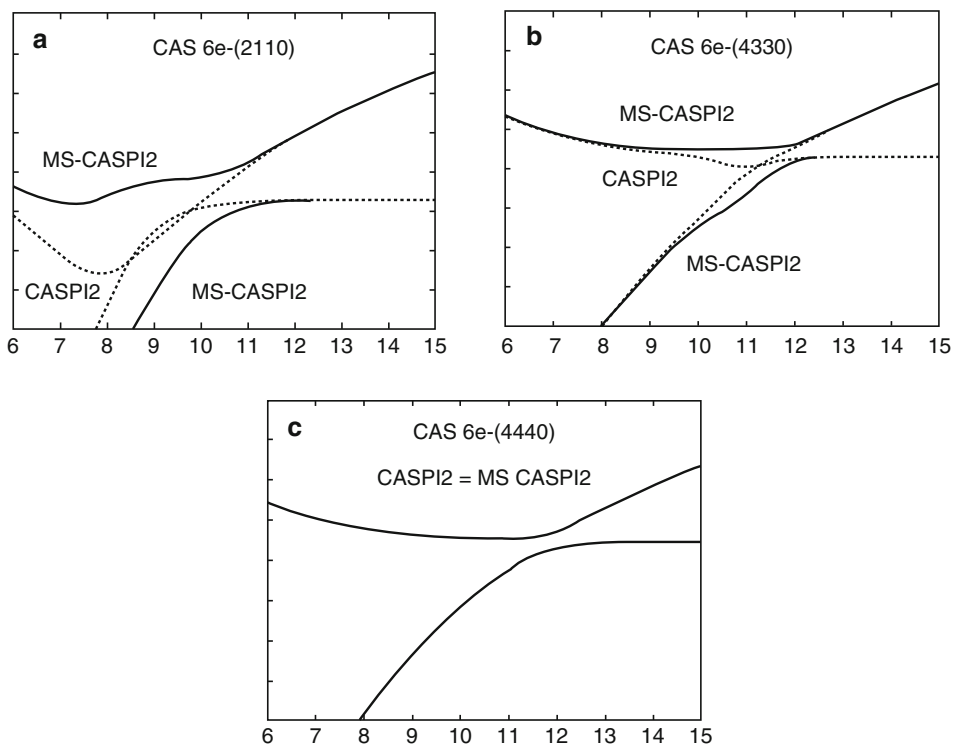 a
CAS 6e-(2110)
MS-CASPI2
CASPI2
MS-CASPI2
6 7 8 9 10 11 12 13 14 15
b
CAS 6e-(4330)
MS-CASPI2
CASPI2
MS-CASPI2
6 7 8 9 10 11 12 13 14 15
c
CAS 6e-(4440)
CASPI2 = MS CASPI2
6 7 8 9 10 11 12 13 14 15